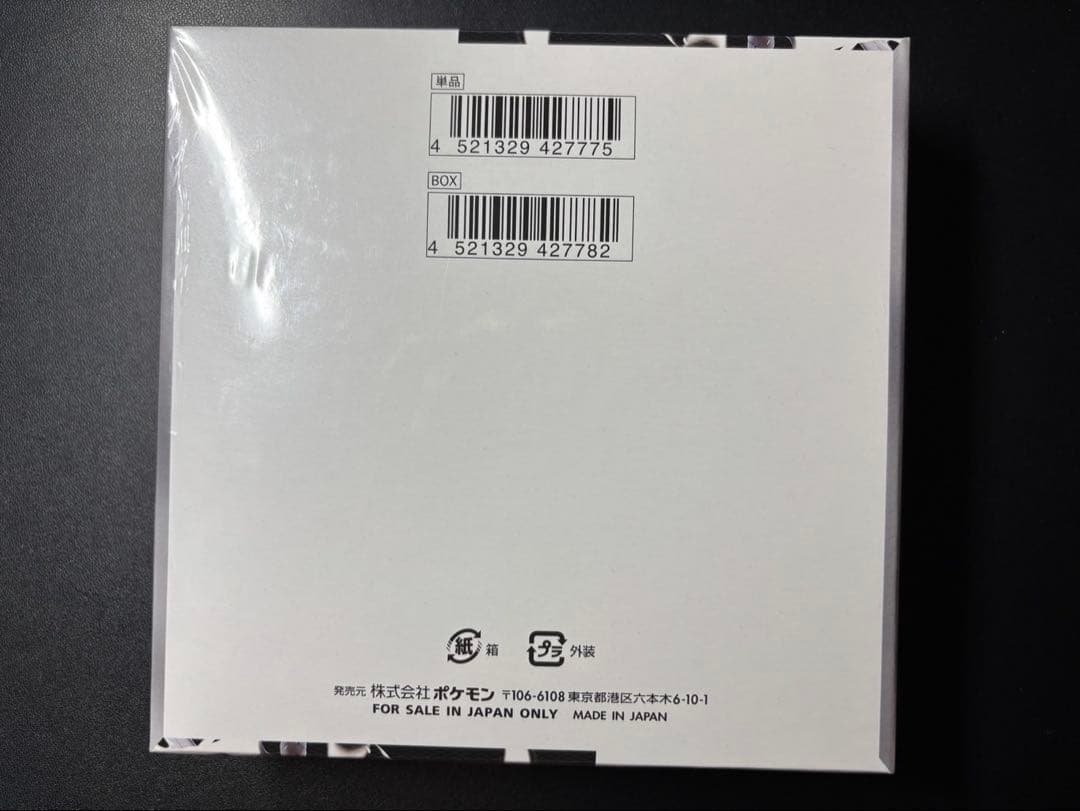 単品
4 521329 427775
BOX
4 521329 427782
紙 箱 プラ 外装
発売元 株式会社ポケモン 〒106-6108 東京都港区六本木6-10-1
FOR SALE IN JAPAN ONLY MADE IN JAPAN